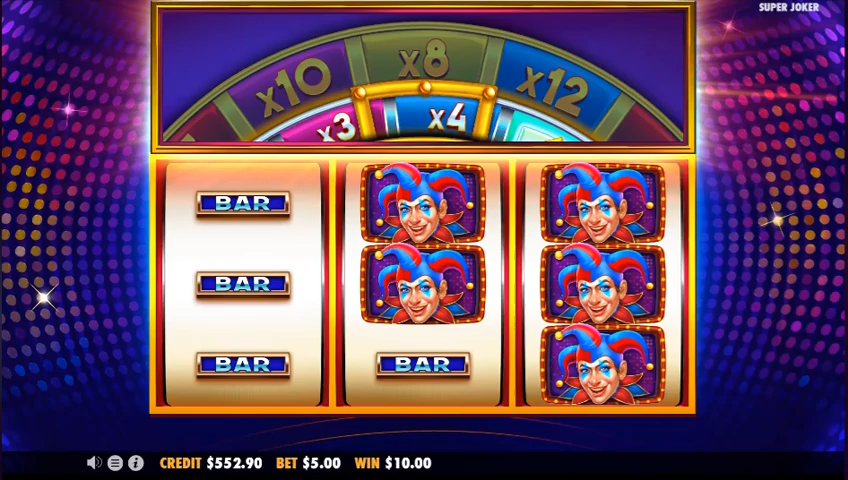 SUPER JOKER
x10 x8 x12
x3 x4
BAR
BAR
BAR BAR
CREDIT $552.90 BET $5.00 WIN $10.00